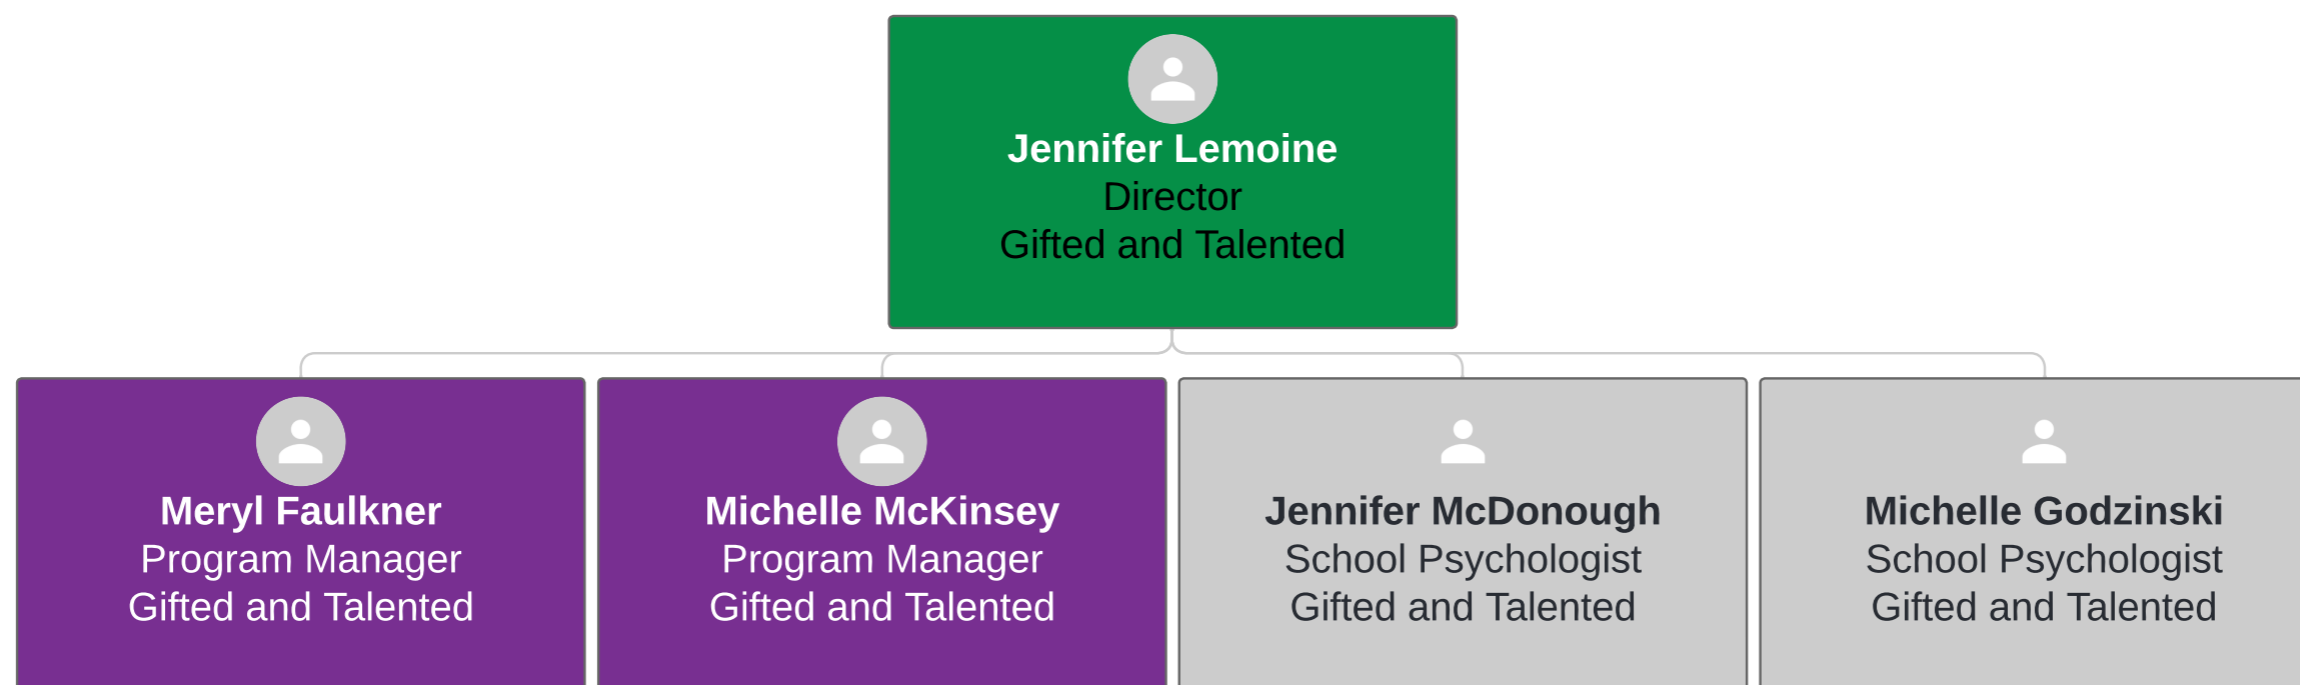 Jennifer Lemoine
Director
Gifted and Talented
Meryl Faulkner
Program Manager
Gifted and Talented
Michelle McKinsey
Program Manager
Gifted and Talented
Jennifer McDonough
School Psychologist
Gifted and Talented
Michelle Godzinski
School Psychologist
Gifted and Talented